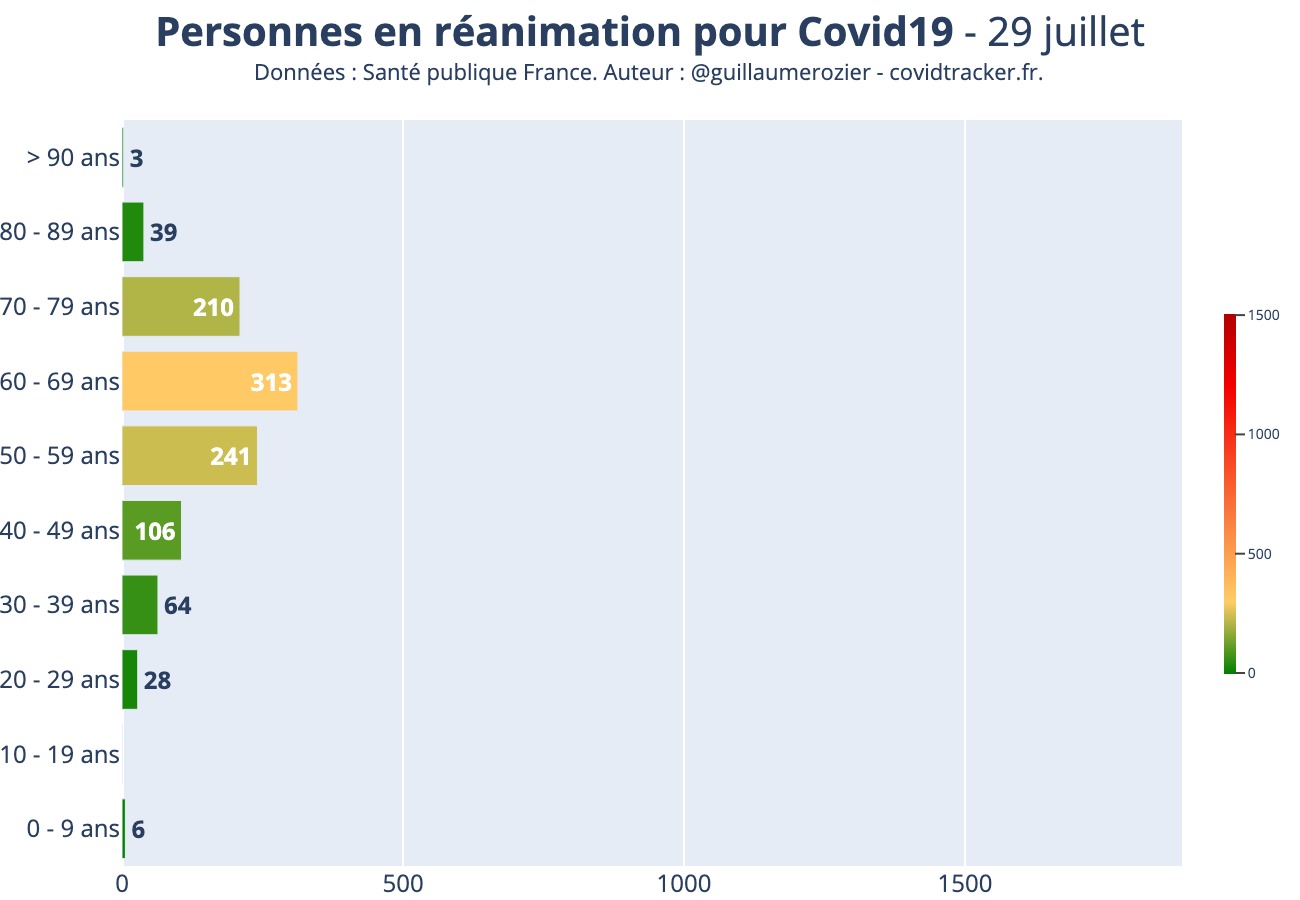 Personnes en réanimation pour Covid19 - 29 juillet
Données : Santé publique France. Auteur : @guillaumerozier - covidtracker.fr.
> 90 ans 3
80 - 89 ans 39
70 - 79 ans 210
60 - 69 ans 313
50 - 59 ans 241
40 - 49 ans 106
30 - 39 ans 64
20 - 29 ans 28
10 - 19 ans
0 - 9 ans 6
0 500 1000 1500
1500
1000
500
0